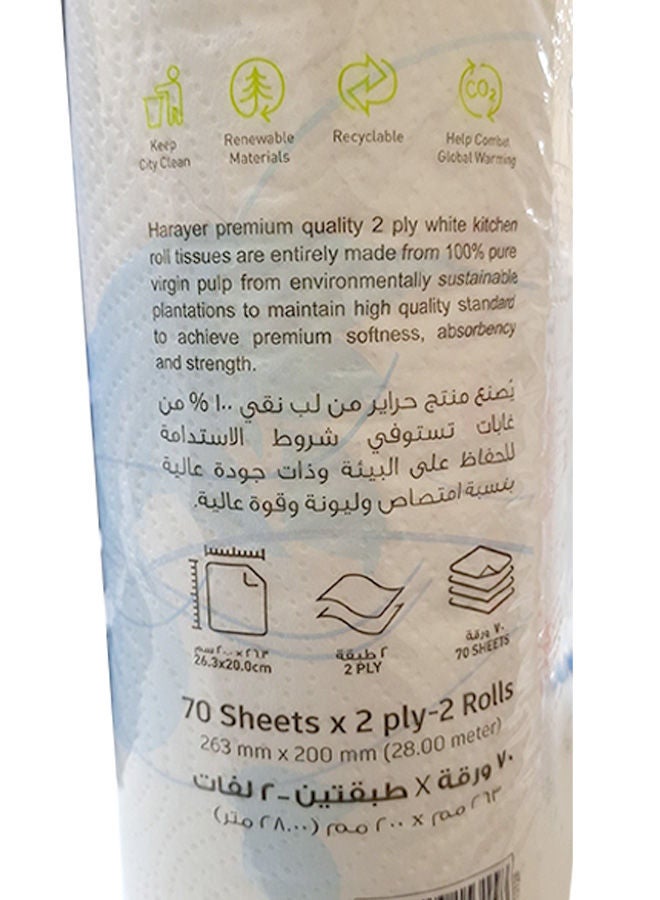 Keep
City Clean
Renewable
Materials
Recyclable
Help Combat
Global Warming
Harayer premium quality 2 ply white kitchen
roll tissues are entirely made from 100% pure
virgin pulp from environmentally sustainable
plantations to maintain high quality standard
to achieve premium softness, absorbency
and strength.
يُصنع منتج حراير من لب نقي ١٠٠ % من
غابات تستوفي شروط الاستدامة
للحفاظ على البيئة وذات جودة عالية
بنسبة امتصاص وليونة وقوة عالية.
٢٦.٣ x ٢٠.٠ سم
26.3x20.0cm
٢ طبقة
2 PLY
٧٠ ورقة
70 SHEETS
70 Sheets x 2 ply-2 Rolls
263 mm x 200 mm (28.00 meter)
٧٠ ورقة X طبقتين-٢ لفات
٢٦٣ مم x ٢٠٠ مم (٢٨.٠٠ متر)